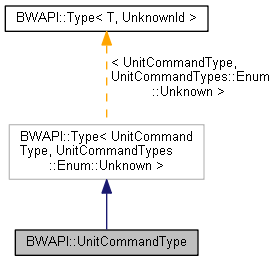 BWAPI::Type< T, UnknownId >
< UnitCommandType,
UnitCommandTypes::Enum
::Unknown >
BWAPI::Type< UnitCommand
Type, UnitCommandTypes
::Enum::Unknown >
BWAPI::UnitCommandType